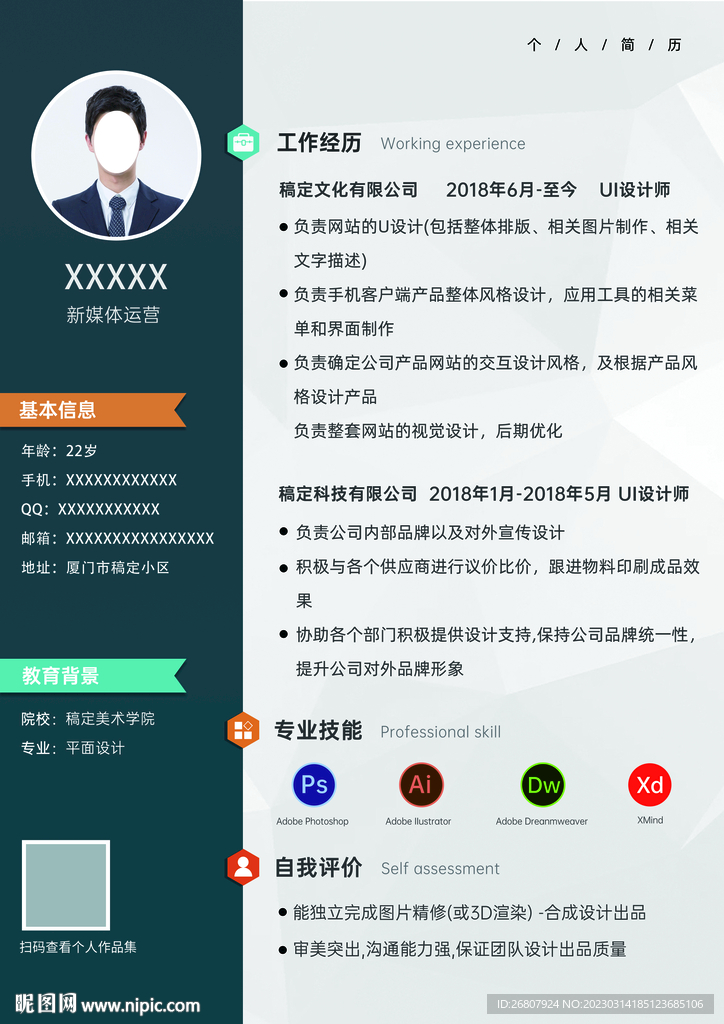 个 / 人 / 简 / 历
XXXXX
新媒体运营
基本信息
年龄：22岁
手机：XXXXXXXXXXXX
QQ：XXXXXXXXXXX
邮箱：XXXXXXXXXXXXXXXX
地址：厦门市稿定小区
教育背景
院校：稿定美术学院
专业：平面设计
扫码查看个人作品集
工作经历 Working experience
稿定文化有限公司 2018年6月-至今 UI设计师
● 负责网站的U设计(包括整体排版、相关图片制作、相关
文字描述)
● 负责手机客户端产品整体风格设计，应用工具的相关菜
单和界面制作
● 负责确定公司产品网站的交互设计风格，及根据产品风
格设计产品
负责整套网站的视觉设计，后期优化
稿定科技有限公司 2018年1月-2018年5月 UI设计师
● 负责公司内部品牌以及对外宣传设计
● 积极与各个供应商进行议价比价，跟进物料印刷成品效
果
● 协助各个部门积极提供设计支持,保持公司品牌统一性，
提升公司对外品牌形象
专业技能 Professional skill
Ps Ai Dw Xd
Adobe Photoshop Adobe Ilustrator Adobe Dreanmweaver XMind
自我评价 Self assessment
● 能独立完成图片精修(或3D渲染) -合成设计出品
● 审美突出,沟通能力强,保证团队设计出品质量
昵图网 www.nipic.com
ID:26807924 NO:20230314185123685106